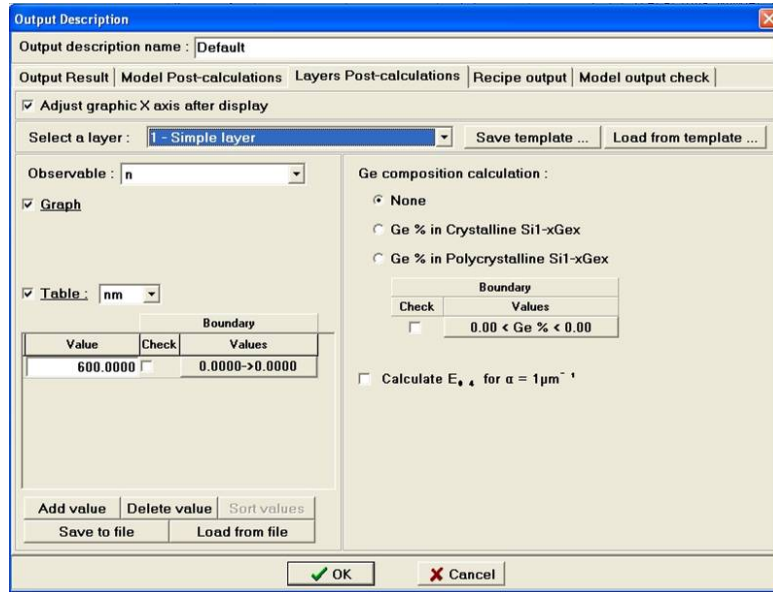 Output Description
Output description name : Default
Output Result Model Post-calculations Layers Post-calculations Recipe output Model output check
Adjust graphic X axis after display
Select a layer : 1 - Simple layer Save template ... Load from template ...
Observable : n
Graph
Table : nm
Boundary
Value Check Values
600.0000 0.0000->0.0000
Add value Delete value Sort values
Save to file Load from file
Ge composition calculation :
None
Ge % in Crystalline Si1-xGex
Ge % in Polycrystalline Si1-xGex
Boundary
Check Values
0.00 < Ge % < 0.00
Calculate E₀ ₄ for α = 1µm⁻¹
OK Cancel